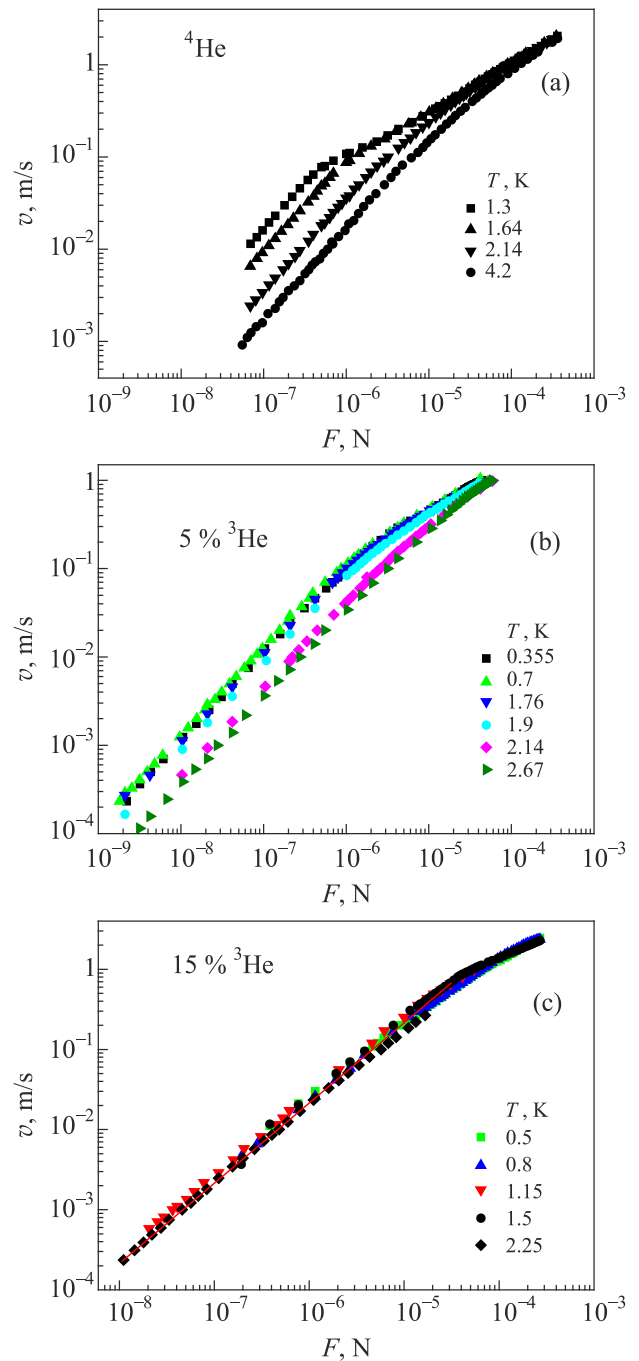 ⁴He
(a)
T, K
1.3
1.64
2.14
4.2
v, m/s
1
10⁻¹
10⁻²
10⁻³
10⁻⁹ 10⁻⁸ 10⁻⁷ 10⁻⁶ 10⁻⁵ 10⁻⁴ 10⁻³
F, N
5 % ³He
(b)
T, K
0.355
0.7
1.76
1.9
2.14
2.67
v, m/s
1
10⁻¹
10⁻²
10⁻³
10⁻⁴
10⁻⁹ 10⁻⁸ 10⁻⁷ 10⁻⁶ 10⁻⁵ 10⁻⁴ 10⁻³
F, N
15 % ³He
(c)
T, K
0.5
0.8
1.15
1.5
2.25
v, m/s
1
10⁻¹
10⁻²
10⁻³
10⁻⁴
10⁻⁸ 10⁻⁷ 10⁻⁶ 10⁻⁵ 10⁻⁴ 10⁻³
F, N